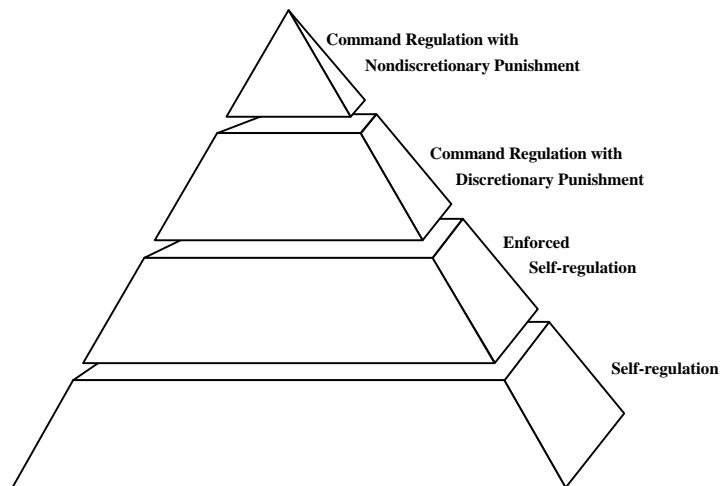 Command Regulation with
Nondiscretionary Punishment
Command Regulation with
Discretionary Punishment
Enforced
Self-regulation
Self-regulation